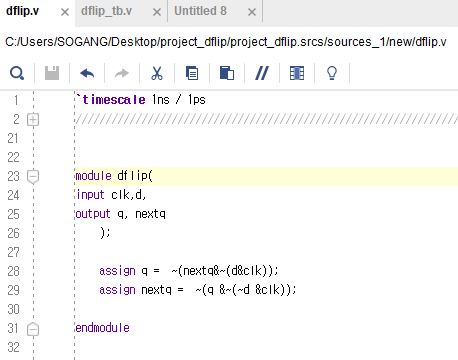 dflip.v × dflip_tb.v × Untitled 8 ×
C:/Users/SOGANG/Desktop/project_dflip/project_dflip.srcs/sources_1/new/dflip.v
1 `timescale 1ns / 1ps
2 //////////////////////////////////////////////////////////////////
21
22
23 module dflip(
24 input clk,d,
25 output q, nextq
26 );
27
28 assign q = ~(nextq&~(d&clk));
29 assign nextq = ~(q &~(~d &clk));
30
31 endmodule
32